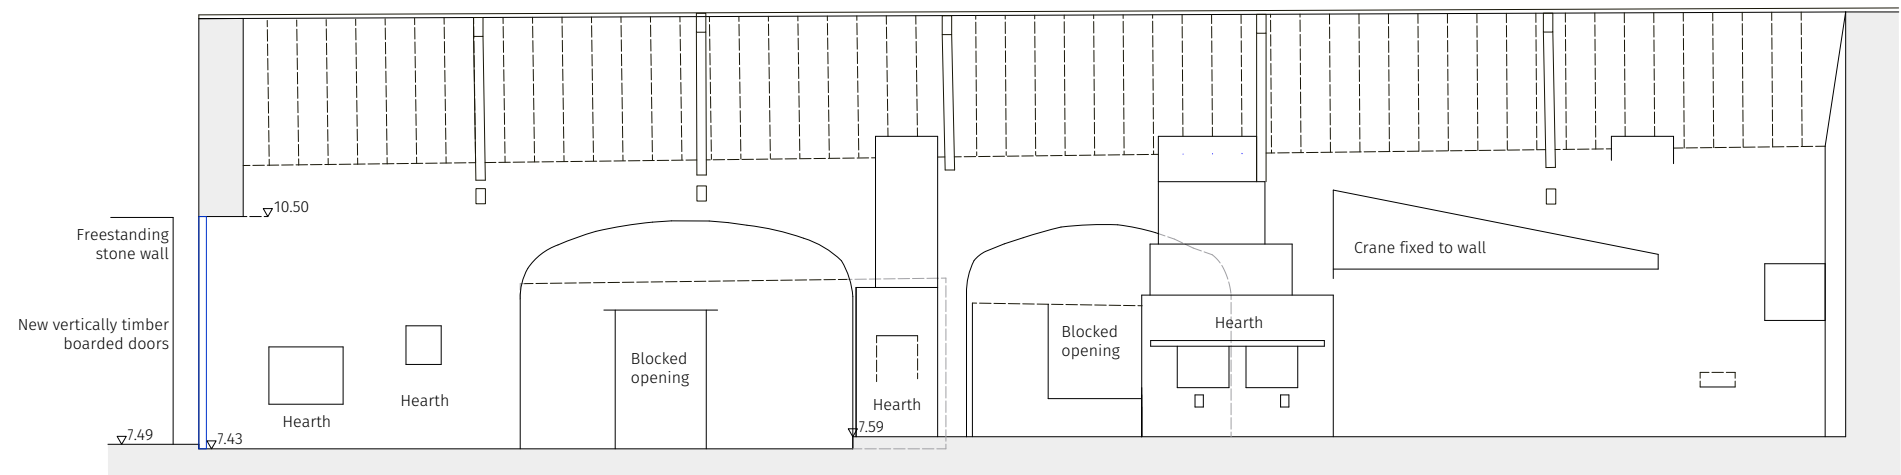 10.50
Freestanding
stone wall
Crane fixed to wall
New vertically timber
boarded doors
Hearth
Blocked
opening
Blocked
opening
Hearth
Hearth
Hearth
7.59
7.49
7.43